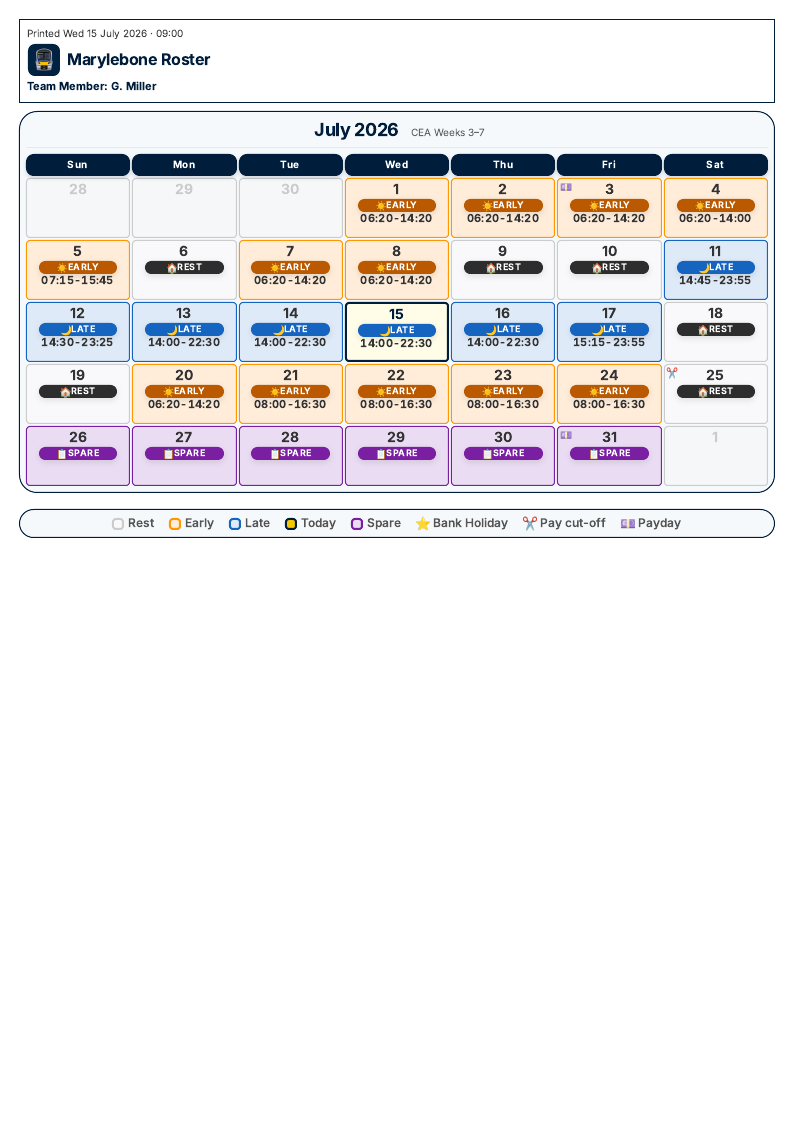 Printed Wed 15 July 2026 · 09:00
Marylebone Roster
Team Member: G. Miller
July 2026 CEA Weeks 3–7
Sun Mon Tue Wed Thu Fri Sat
28 29 30 1 2 3 4
EARLY EARLY EARLY EARLY
06:20-14:20 06:20-14:20 06:20-14:20 06:20-14:00
5 6 7 8 9 10 11
EARLY REST EARLY EARLY REST REST LATE
07:15-15:45 06:20-14:20 06:20-14:20 14:45-23:55
12 13 14 15 16 17 18
LATE LATE LATE LATE LATE LATE REST
14:30-23:25 14:00-22:30 14:00-22:30 14:00-22:30 14:00-22:30 15:15-23:55
19 20 21 22 23 24 25
REST EARLY EARLY EARLY EARLY EARLY REST
06:20-14:20 08:00-16:30 08:00-16:30 08:00-16:30 08:00-16:30
26 27 28 29 30 31 1
SPARE SPARE SPARE SPARE SPARE SPARE
Rest Early Late Today Spare Bank Holiday Pay cut-off Payday